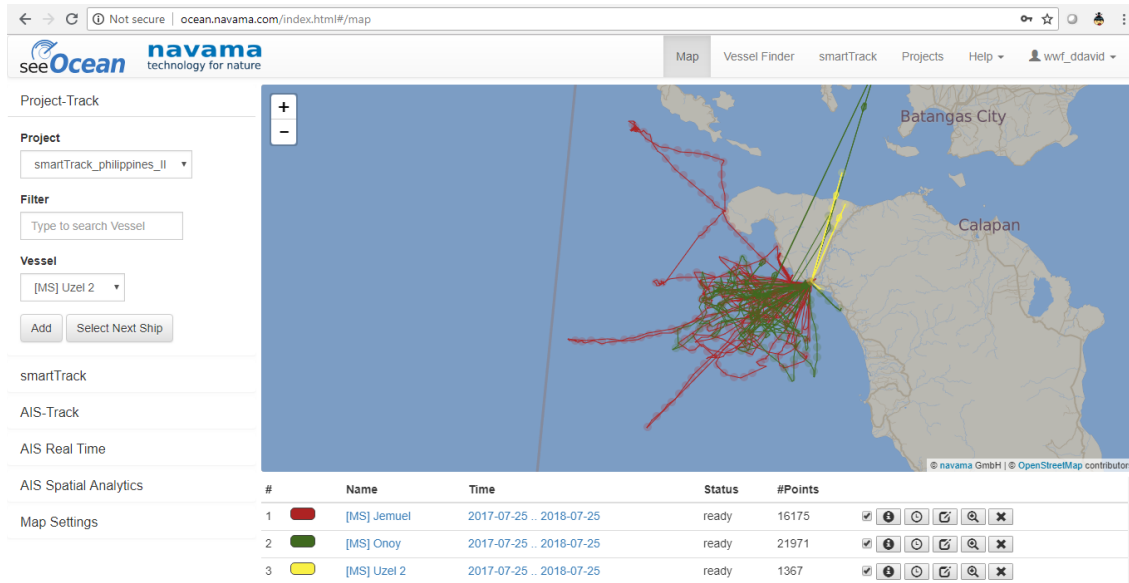 Not secure | ocean.navama.com/index.html#/map
seeOcean
navama
technology for nature
Map Vessel Finder smartTrack Projects Help wwf_ddavid
Project-Track
Project
smartTrack_philippines_II
Filter
Type to search Vessel
Vessel
[MS] Uzel 2
Add Select Next Ship
smartTrack
AIS-Track
AIS Real Time
AIS Spatial Analytics
Map Settings
+
−
Batangas City
Calapan
© navama GmbH | © OpenStreetMap contributor
# Name Time Status #Points
1 [MS] Jemuel 2017-07-25 .. 2018-07-25 ready 16175
2 [MS] Onoy 2017-07-25 .. 2018-07-25 ready 21971
3 [MS] Uzel 2 2017-07-25 .. 2018-07-25 ready 1367